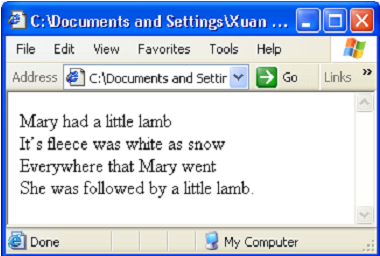 C:\Documents and Settings\Xuan ...
File Edit View Favorites Tools Help
Address C:\Documents and Settir Go Links »
Mary had a little lamb
It's fleece was white as snow
Everywhere that Mary went
She was followed by a little lamb.
Done My Computer